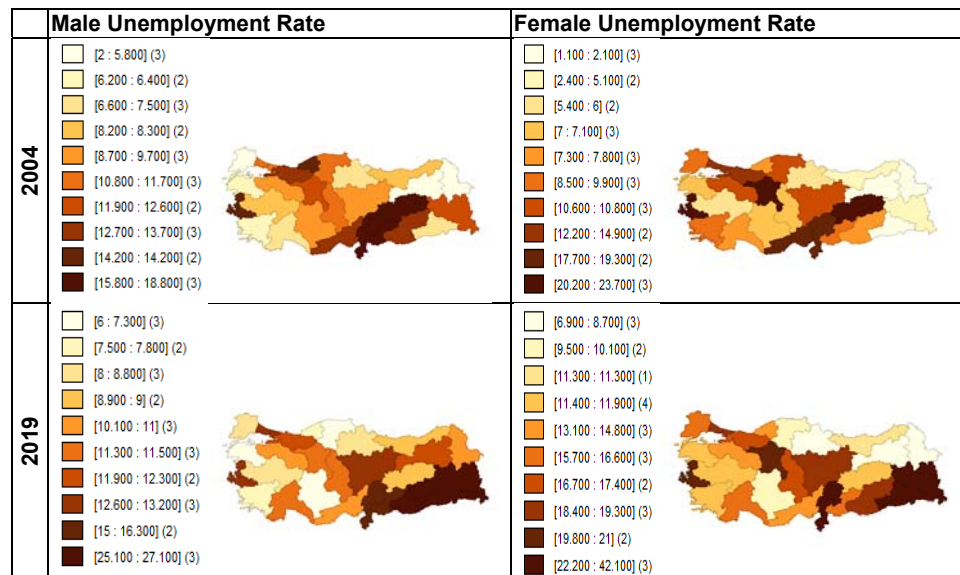 Male Unemployment Rate
Female Unemployment Rate
2004
[2 : 5.800] (3)
[6.200 : 6.400] (2)
[6.600 : 7.500] (3)
[8.200 : 8.300] (2)
[8.700 : 9.700] (3)
[10.800 : 11.700] (3)
[11.900 : 12.600] (2)
[12.700 : 13.700] (3)
[14.200 : 14.200] (2)
[15.800 : 18.800] (3)
[1.100 : 2.100] (3)
[2.400 : 5.100] (2)
[5.400 : 6] (2)
[7 : 7.100] (3)
[7.300 : 7.800] (3)
[8.500 : 9.900] (3)
[10.600 : 10.800] (3)
[12.200 : 14.900] (2)
[17.700 : 19.300] (2)
[20.200 : 23.700] (3)
2019
[6 : 7.300] (3)
[7.500 : 7.800] (2)
[8 : 8.800] (3)
[8.900 : 9] (2)
[10.100 : 11] (3)
[11.300 : 11.500] (3)
[11.900 : 12.300] (2)
[12.600 : 13.200] (3)
[15 : 16.300] (2)
[25.100 : 27.100] (3)
[6.900 : 8.700] (3)
[9.500 : 10.100] (2)
[11.300 : 11.300] (1)
[11.400 : 11.900] (4)
[13.100 : 14.800] (3)
[15.700 : 16.600] (3)
[16.700 : 17.400] (2)
[18.400 : 19.300] (3)
[19.800 : 21] (2)
[22.200 : 42.100] (3)